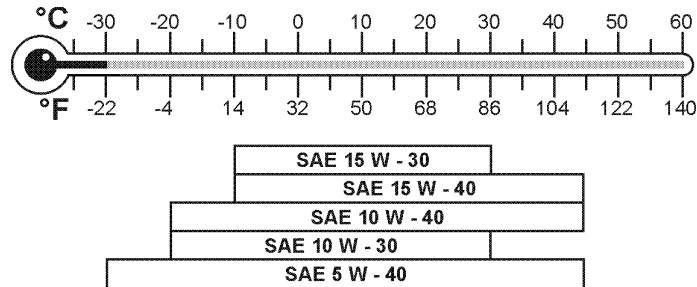 °C -30 -20 -10 0 10 20 30 40 50 60
°F -22 -4 14 32 50 68 86 104 122 140
SAE 15 W - 30
SAE 15 W - 40
SAE 10 W - 40
SAE 10 W - 30
SAE 5 W - 40